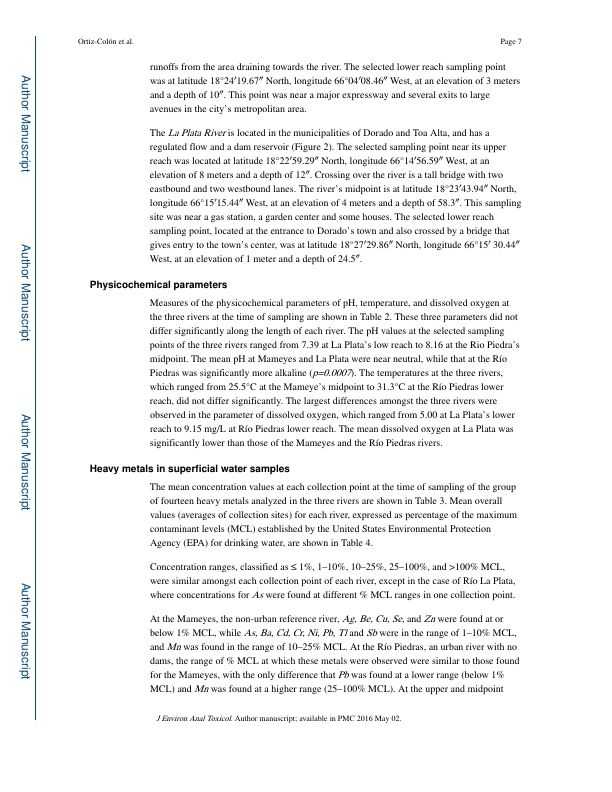 Ortiz-Colón et al.
Page 7
runoffs from the area draining towards the river. The selected lower reach sampling point
was at latitude 18°24′19.67″ North, longitude 66°04′08.46″ West, at an elevation of 3 meters
and a depth of 10″. This point was near a major expressway and several exits to large
avenues in the city's metropolitan area.
The La Plata River is located in the municipalities of Dorado and Toa Alta, and has a
regulated flow and a dam reservoir (Figure 2). The selected sampling point near its upper
reach was located at latitude 18°22′59.29″ North, longitude 66°14′56.59″ West, at an
elevation of 8 meters and a depth of 12″. Crossing over the river is a tall bridge with two
eastbound and two westbound lanes. The river's midpoint is at latitude 18°23′43.94″ North,
longitude 66°15′15.44″ West, at an elevation of 4 meters and a depth of 58.3″. This sampling
site was near a gas station, a garden center and some houses. The selected lower reach
sampling point, located at the entrance to Dorado's town and also crossed by a bridge that
gives entry to the town's center, was at latitude 18°27′29.86″ North, longitude 66°15′ 30.44″
West, at an elevation of 1 meter and a depth of 24.5″.
Physicochemical parameters
Measures of the physicochemical parameters of pH, temperature, and dissolved oxygen at
the three rivers at the time of sampling are shown in Table 2. These three parameters did not
differ significantly along the length of each river. The pH values at the selected sampling
points of the three rivers ranged from 7.39 at La Plata's low reach to 8.16 at the Rio Piedra's
midpoint. The mean pH at Mameyes and La Plata were near neutral, while that at the Río
Piedras was significantly more alkaline (p=0.0007). The temperatures at the three rivers,
which ranged from 25.5°C at the Mameye's midpoint to 31.3°C at the Río Piedras lower
reach, did not differ significantly. The largest differences amongst the three rivers were
observed in the parameter of dissolved oxygen, which ranged from 5.00 at La Plata's lower
reach to 9.15 mg/L at Río Piedras lower reach. The mean dissolved oxygen at La Plata was
significantly lower than those of the Mameyes and the Río Piedras rivers.
Heavy metals in superficial water samples
The mean concentration values at each collection point at the time of sampling of the group
of fourteen heavy metals analyzed in the three rivers are shown in Table 3. Mean overall
values (averages of collection sites) for each river, expressed as percentage of the maximum
contaminant levels (MCL) established by the United States Environmental Protection
Agency (EPA) for drinking water, are shown in Table 4.
Concentration ranges, classified as ≤ 1%, 1–10%, 10–25%, 25–100%, and >100% MCL,
were similar amongst each collection point of each river, except in the case of Río La Plata,
where concentrations for As were found at different % MCL ranges in one collection point.
At the Mameyes, the non-urban reference river, Ag, Be, Cu, Se, and Zn were found at or
below 1% MCL, while As, Ba, Cd, Cr, Ni, Pb, Tl and Sb were in the range of 1–10% MCL,
and Mn was found in the range of 10–25% MCL. At the Río Piedras, an urban river with no
dams, the range of % MCL at which these metals were observed were similar to those found
for the Mameyes, with the only difference that Pb was found at a lower range (below 1%
MCL) and Mn was found at a higher range (25–100% MCL). At the upper and midpoint
J Environ Anal Toxicol. Author manuscript; available in PMC 2016 May 02.
Author Manuscript
Author Manuscript
Author Manuscript
Author Manuscript